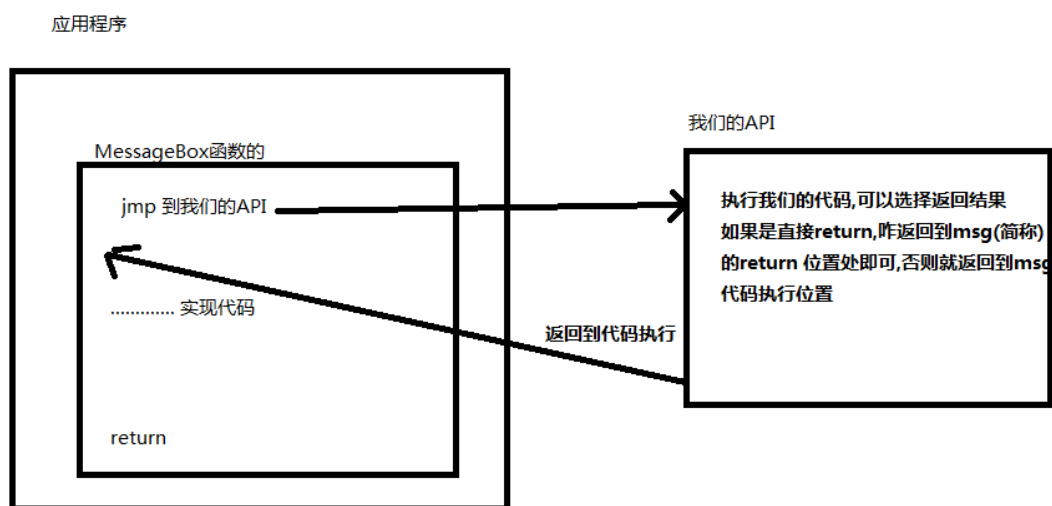 应用程序
MessageBox函数的
jmp 到我们的API
............. 实现代码
return
返回到代码执行
我们的API
执行我们的代码,可以选择返回结果
如果是直接return,咋返回到msg(简称)
的return 位置处即可,否则就返回到msg
代码执行位置